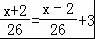 x+2/26 = x-2/26 + 3